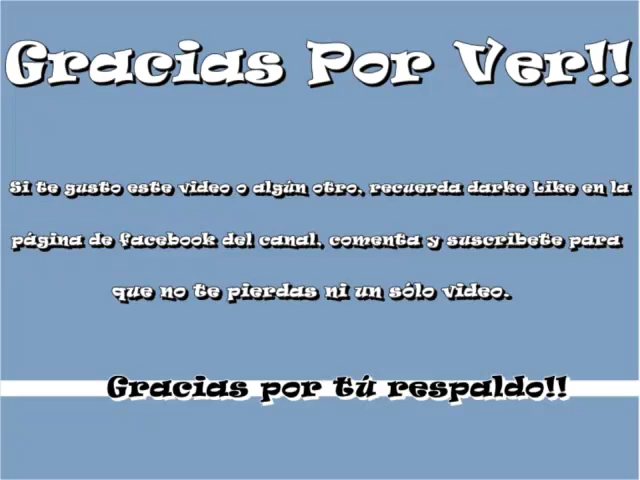 Gracias Por Ver!!
Si te gusto este video o algún otro, recuerda darke Like en la
página de facebook del canal, comenta y suscribete para
que no te pierdas ni un sólo video.
Gracias por tú respaldo!!